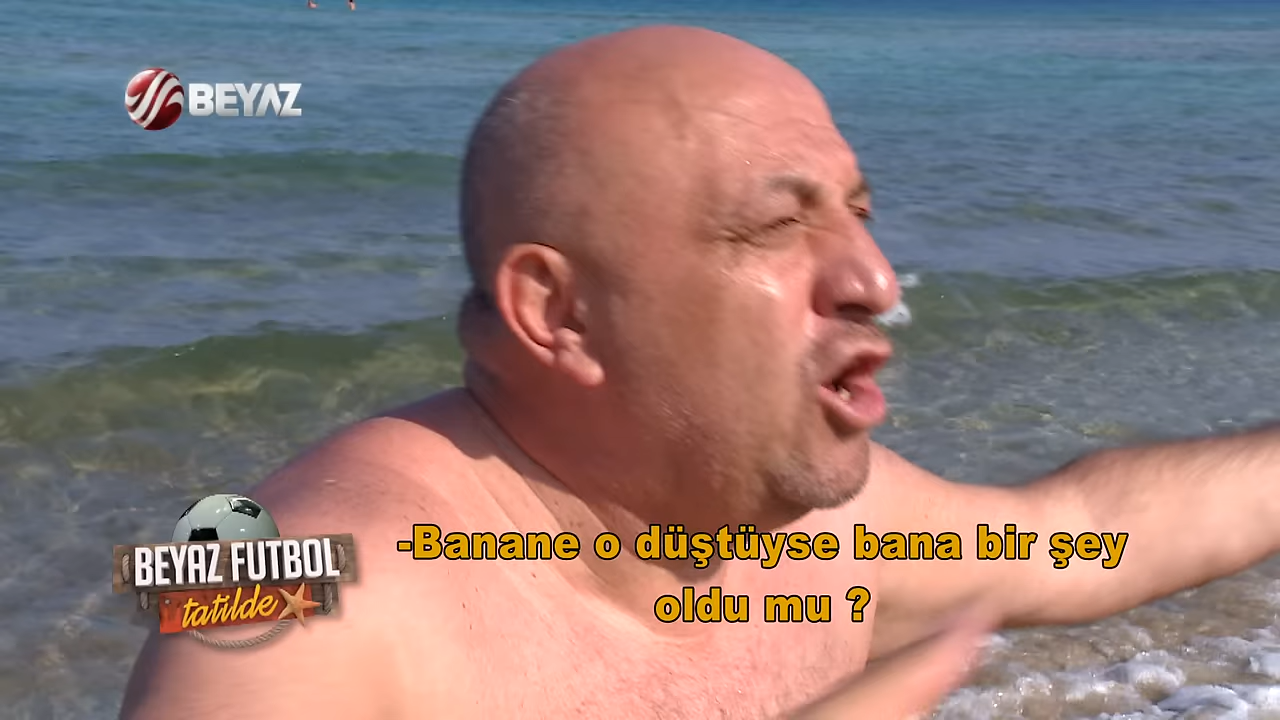 BEYAZ
-Banane o düştüyse bana bir şey
oldu mu ?
BEYAZ FUTBOL
tatilde